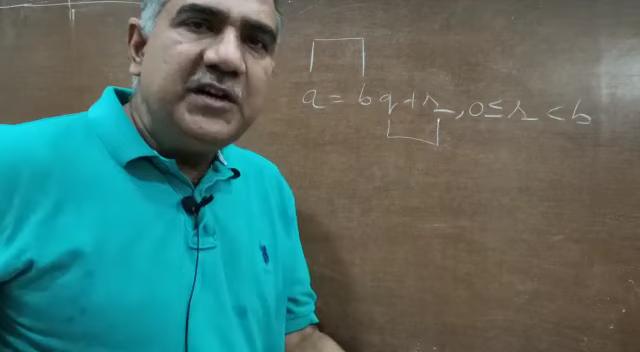 a = bq + r, 0 ≤ r < b